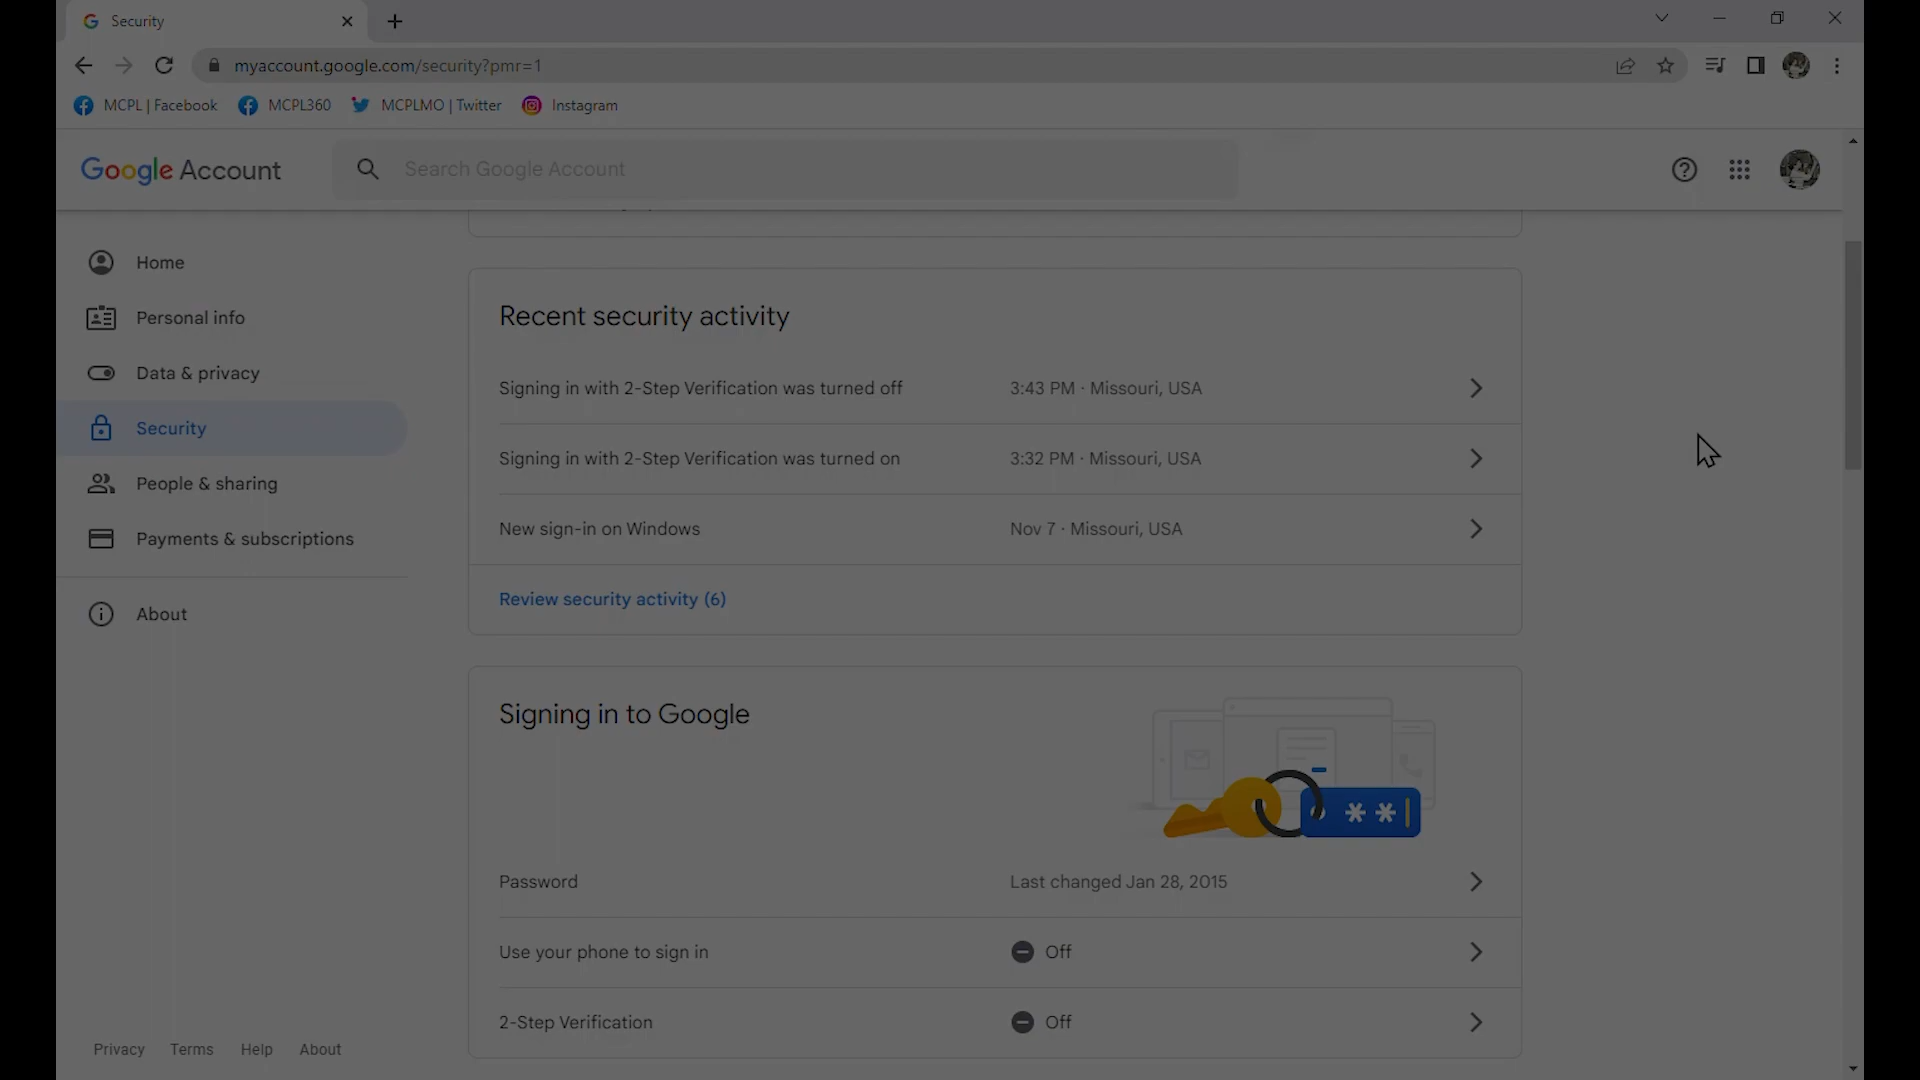 Security
myaccount.google.com/security?pmr=1
MCPL | Facebook MCPL360 MCPLMO | Twitter Instagram
Google Account
Search Google Account
Home
Personal info
Data & privacy
Security
People & sharing
Payments & subscriptions
About
Recent security activity
Signing in with 2-Step Verification was turned off 3:43 PM · Missouri, USA
Signing in with 2-Step Verification was turned on 3:32 PM · Missouri, USA
New sign-in on Windows Nov 7 · Missouri, USA
Review security activity (6)
Signing in to Google
**
Password Last changed Jan 28, 2015
Use your phone to sign in Off
2-Step Verification Off
Privacy Terms Help About